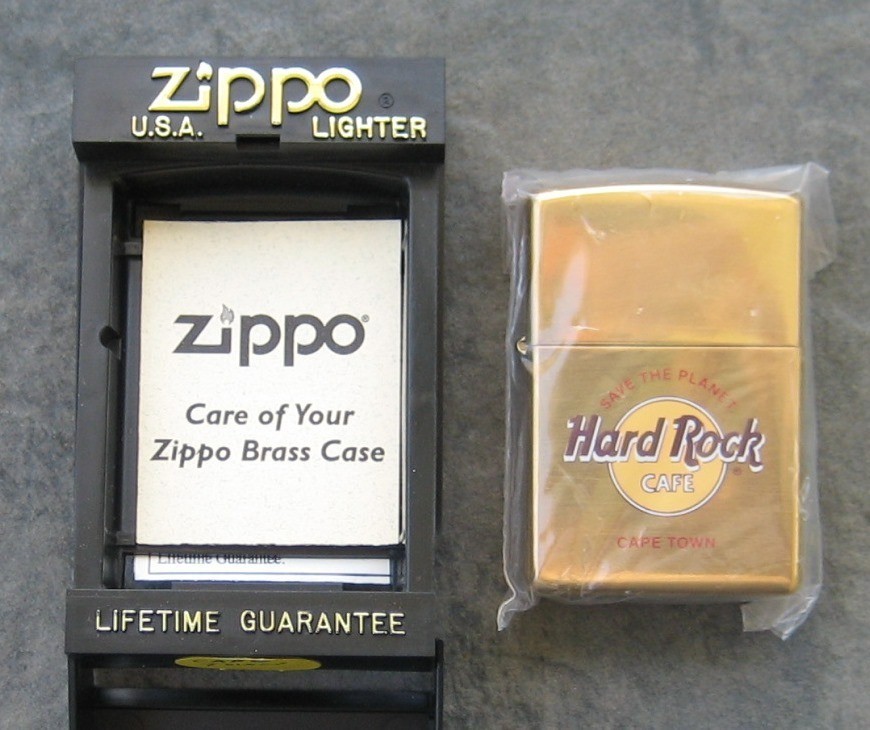 Zippo®
U.S.A. LIGHTER
Zippo®
Care of Your
Zippo Brass Case
Lifetime Guarantee.
LIFETIME GUARANTEE
SAVE THE PLANET
Hard Rock®
CAFE
CAPE TOWN